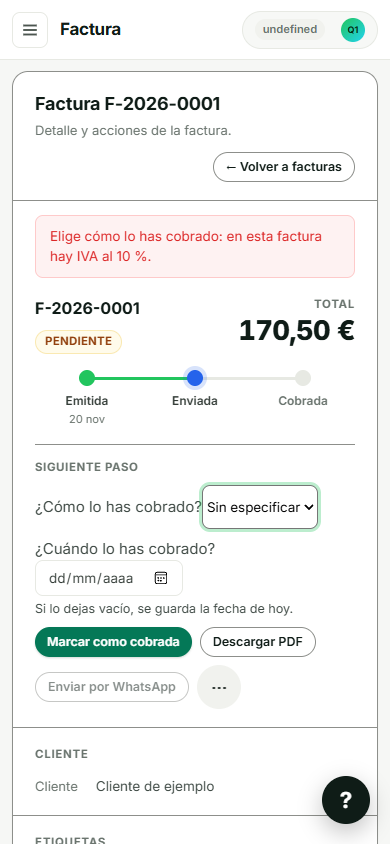 Factura
undefined
Q1
Factura F-2026-0001
Detalle y acciones de la factura.
← Volver a facturas
Elige cómo lo has cobrado: en esta factura
hay IVA al 10 %.
F-2026-0001
TOTAL
PENDIENTE
170,50 €
Emitida
Enviada
Cobrada
20 nov
SIGUIENTE PASO
¿Cómo lo has cobrado?
Sin especificar
¿Cuándo lo has cobrado?
dd/mm/aaaa
Si lo dejas vacío, se guarda la fecha de hoy.
Marcar como cobrada
Descargar PDF
Enviar por WhatsApp
...
CLIENTE
Cliente
Cliente de ejemplo
?
ETIQUETAS